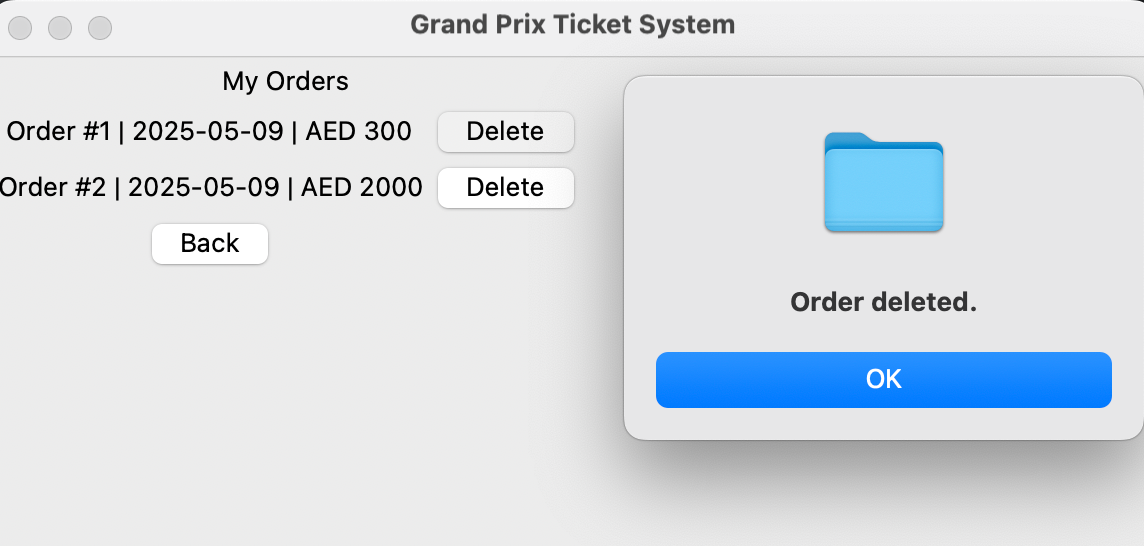 Grand Prix Ticket System
My Orders
Order #1 | 2025-05-09 | AED 300 Delete
Order #2 | 2025-05-09 | AED 2000 Delete
Back
Order deleted.
OK